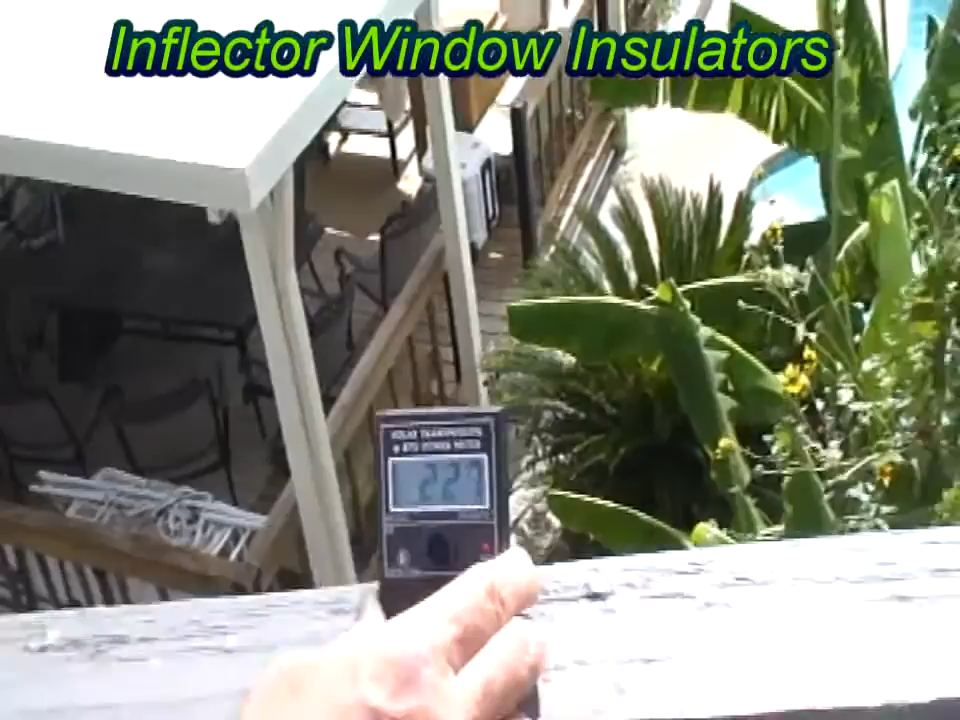 Inflector Window Insulators
SOLAR TRANSMISSION
& BTU POWER METER
227